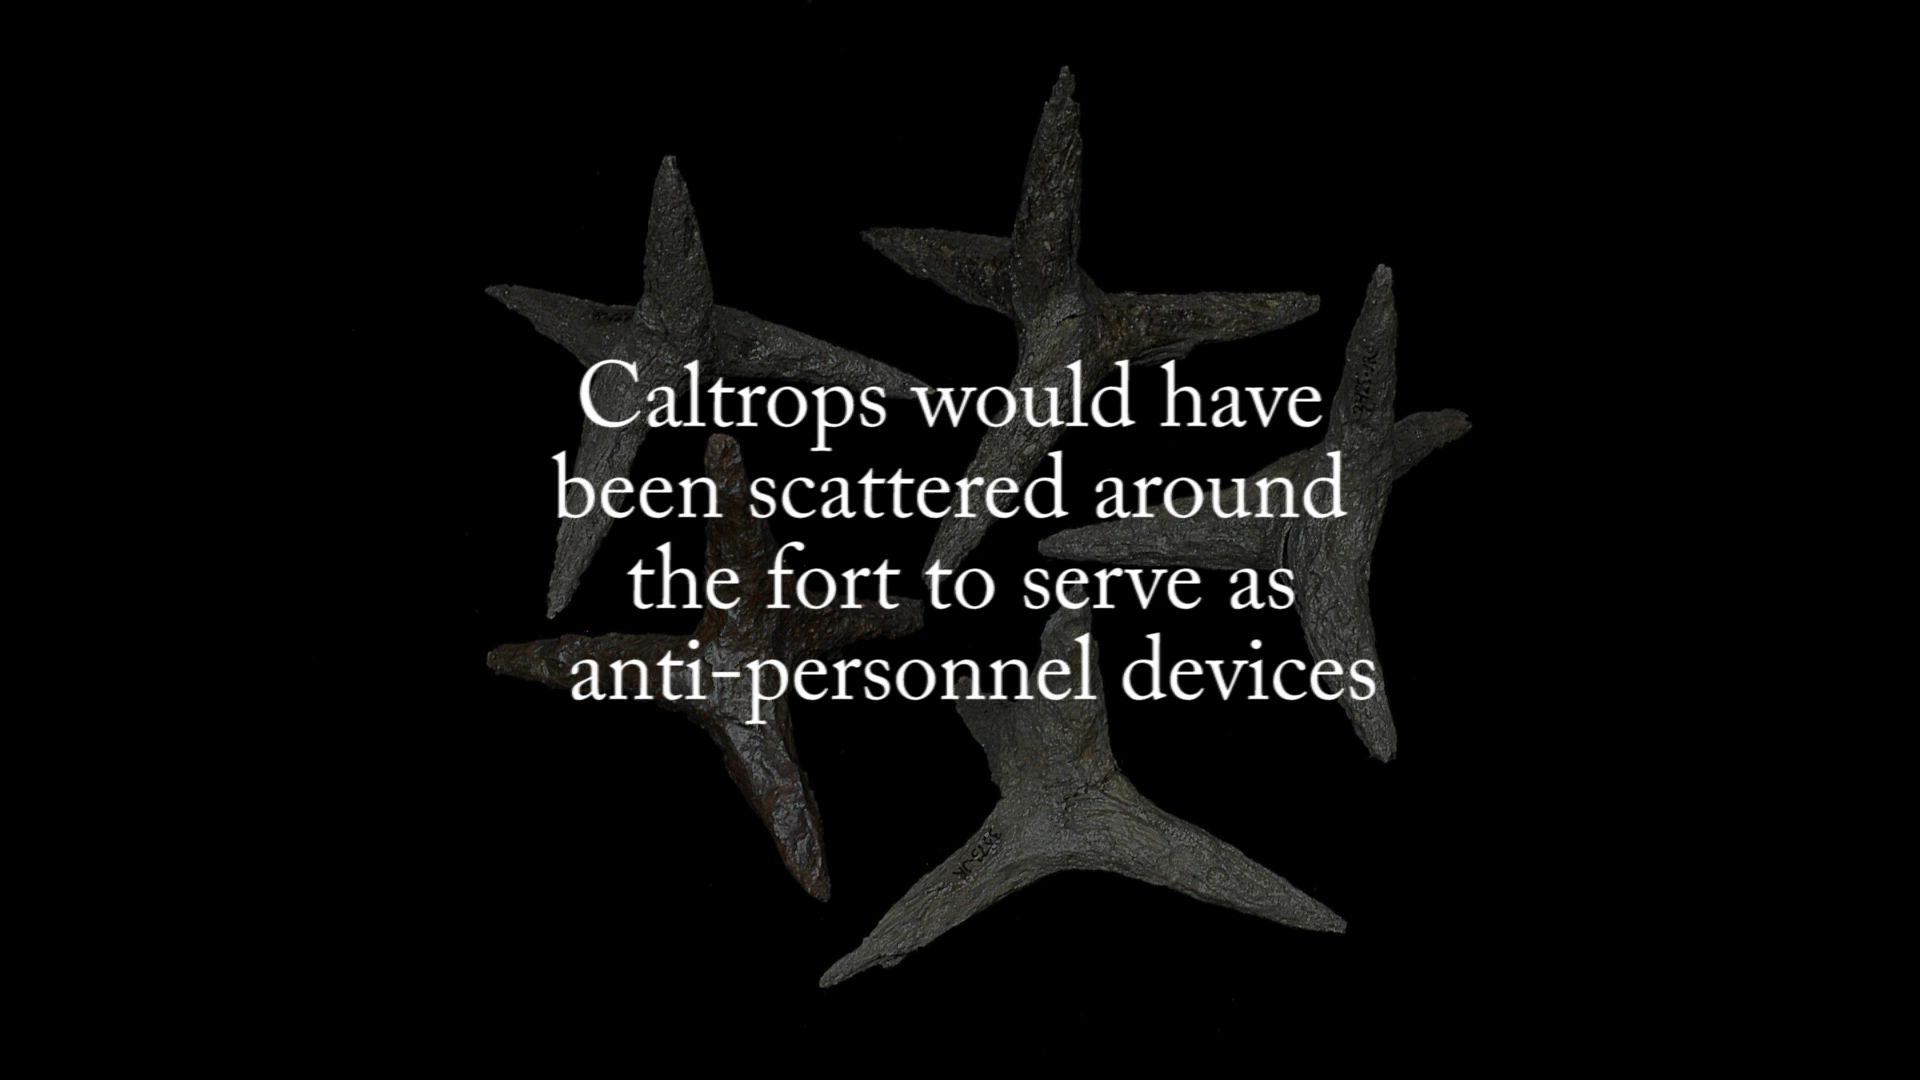 Caltrops would have
been scattered around
the fort to serve as
anti-personnel devices